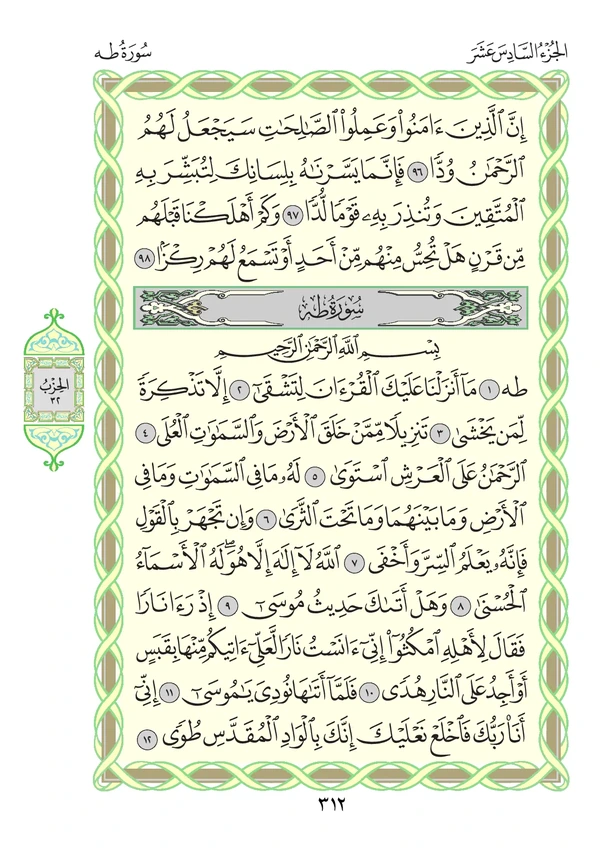 الجُزْءُ السَّادِسَ عَشَرَ
سُورَةُ طه
إِنَّ ٱلَّذِينَ ءَامَنُوا۟ وَعَمِلُوا۟ ٱلصَّـٰلِحَـٰتِ سَيَجْعَلُ لَهُمُ
ٱلرَّحْمَـٰنُ وُدًّا ٩٦ فَإِنَّمَا يَسَّرْنَـٰهُ بِلِسَانِكَ لِتُبَشِّرَ بِهِ
ٱلْمُتَّقِينَ وَتُنذِرَ بِهِۦ قَوْمًا لُّدًّا ٩٧ وَكَمْ أَهْلَكْنَا قَبْلَهُم
مِّن قَرْنٍ هَلْ تُحِسُّ مِنْهُم مِّنْ أَحَدٍ أَوْ تَسْمَعُ لَهُمْ رِكْزًۢا ٩٨
سُورَةُ طه
بِسْمِ ٱللَّهِ ٱلرَّحْمَـٰنِ ٱلرَّحِيمِ
طه ١ مَآ أَنزَلْنَا عَلَيْكَ ٱلْقُرْءَانَ لِتَشْقَىٰٓ ٢ إِلَّا تَذْكِرَةً
لِّمَن يَخْشَىٰ ٣ تَنزِيلًا مِّمَّنْ خَلَقَ ٱلْأَرْضَ وَٱلسَّمَـٰوَٰتِ ٱلْعُلَى ٤
ٱلرَّحْمَـٰنُ عَلَى ٱلْعَرْشِ ٱسْتَوَىٰ ٥ لَهُۥ مَا فِى ٱلسَّمَـٰوَٰتِ وَمَا فِى
ٱلْأَرْضِ وَمَا بَيْنَهُمَا وَمَا تَحْتَ ٱلثَّرَىٰ ٦ وَإِن تَجْهَرْ بِٱلْقَوْلِ
فَإِنَّهُۥ يَعْلَمُ ٱلسِّرَّ وَأَخْفَى ٧ ٱللَّهُ لَآ إِلَـٰهَ إِلَّا هُوَ ۖ لَهُ ٱلْأَسْمَآءُ
ٱلْحُسْنَىٰ ٨ وَهَلْ أَتَىٰكَ حَدِيثُ مُوسَىٰٓ ٩ إِذْ رَءَا نَارًا
فَقَالَ لِأَهْلِهِ ٱمْكُثُوٓا۟ إِنِّىٓ ءَانَسْتُ نَارًا لَّعَلِّىٓ ءَاتِيكُم مِّنْهَا بِقَبَسٍ
أَوْ أَجِدُ عَلَى ٱلنَّارِ هُدًى ١٠ فَلَمَّآ أَتَىٰهَا نُودِىَ يَـٰمُوسَىٰٓ ١١ إِنِّىٓ
أَنَا۠ رَبُّكَ فَٱخْلَعْ نَعْلَيْكَ إِنَّكَ بِٱلْوَادِ ٱلْمُقَدَّسِ طُوًى ١٢
الحِزْبُ
٣٢
٣١٢